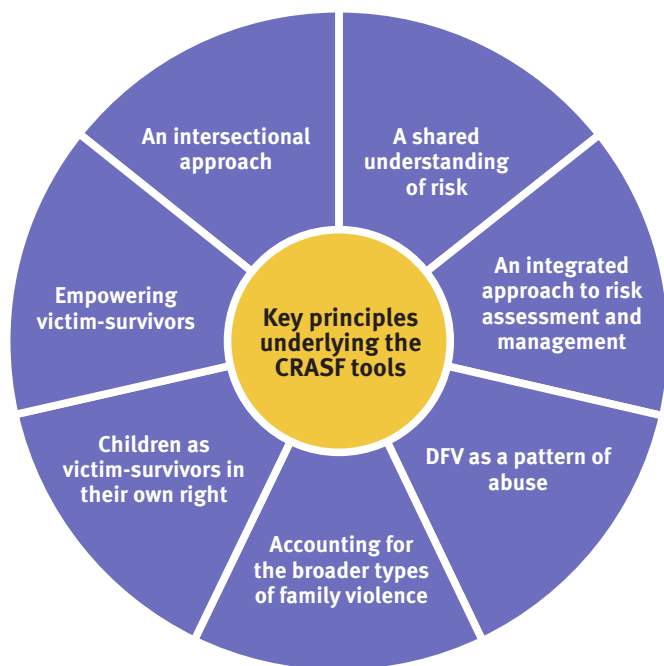 Key principles
underlying the
CRASF tools
A shared
understanding
of risk
An integrated
approach to risk
assessment and
management
DFV as a pattern of
abuse
Accounting for
the broader types
of family violence
Children as
victim-survivors in
their own right
Empowering
victim-survivors
An intersectional
approach